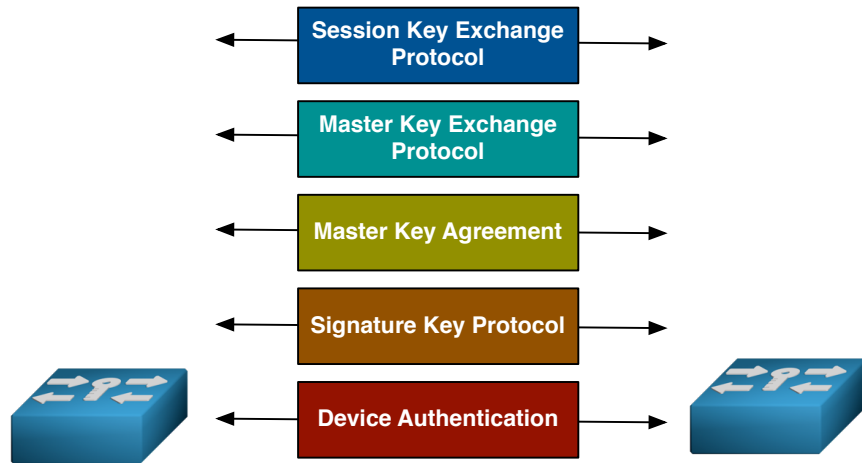 Session Key Exchange
Protocol
Master Key Exchange
Protocol
Master Key Agreement
Signature Key Protocol
Device Authentication